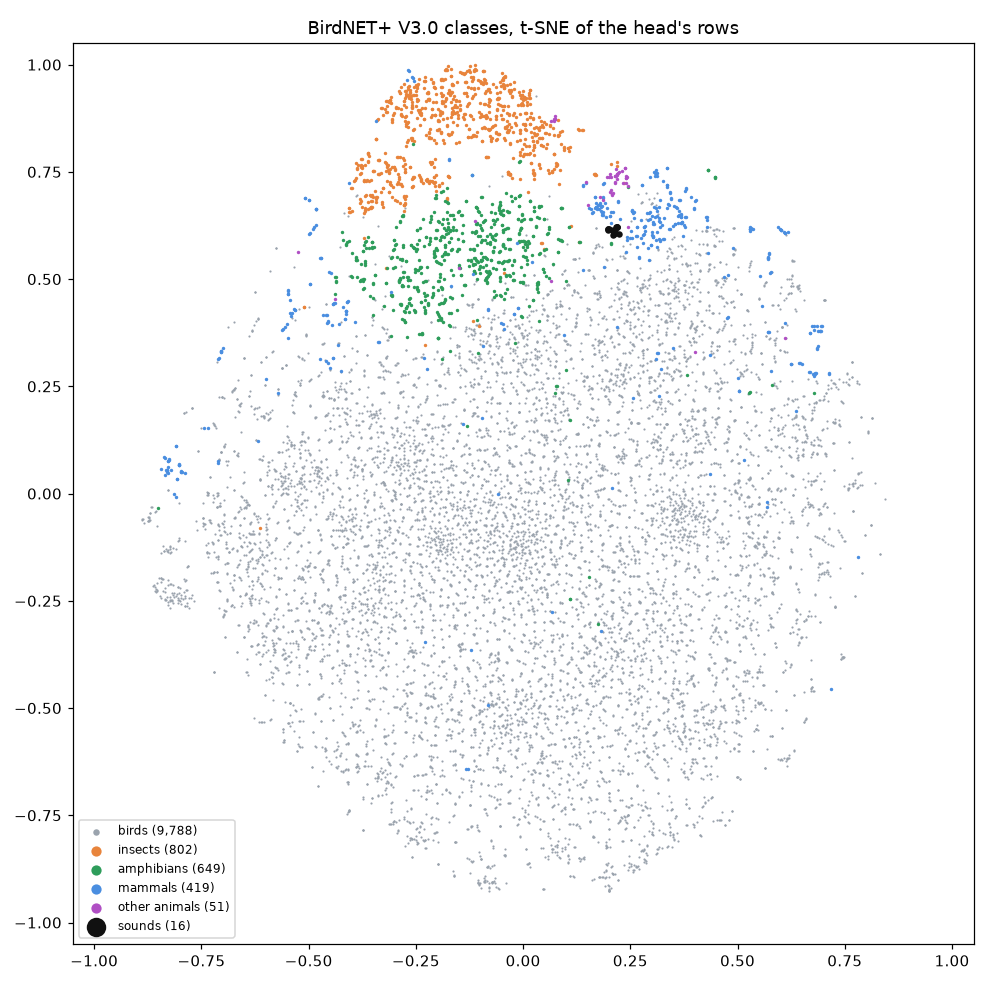 BirdNET+ V3.0 classes, t-SNE of the head's rows
1.00
0.75
0.50
0.25
0.00
−0.25
−0.50
−0.75
−1.00
birds (9,788)
insects (802)
amphibians (649)
mammals (419)
other animals (51)
sounds (16)
−1.00 −0.75 −0.50 −0.25 0.00 0.25 0.50 0.75 1.00